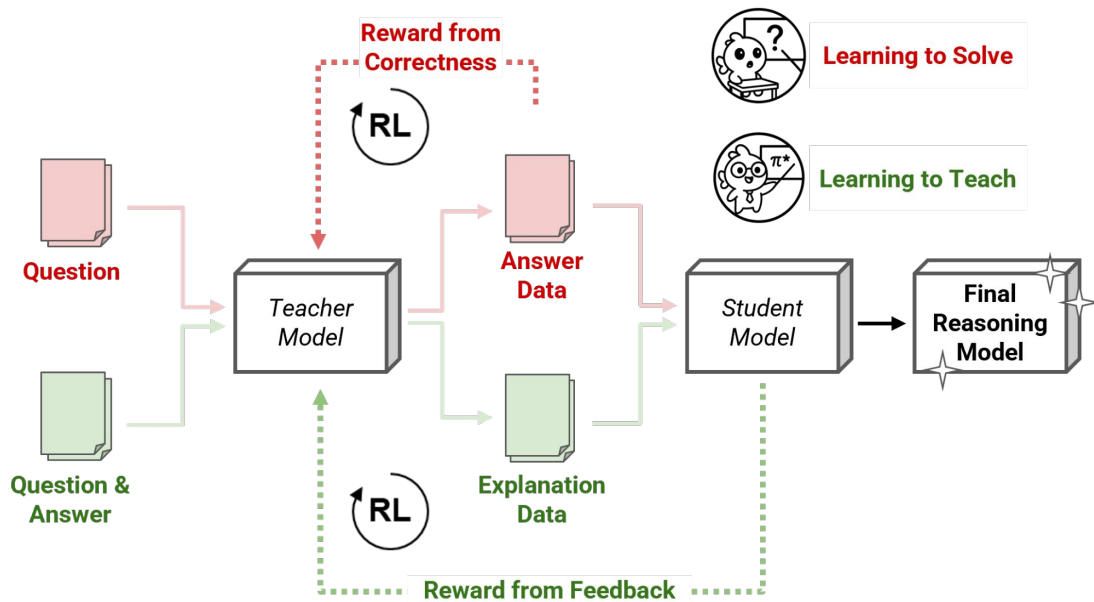 Reward from
Correctness
RL
?
Learning to Solve
π*
Learning to Teach
Question
Answer
Data
Teacher
Model
Student
Model
Final
Reasoning
Model
Question &
Answer
Explanation
Data
RL
Reward from Feedback